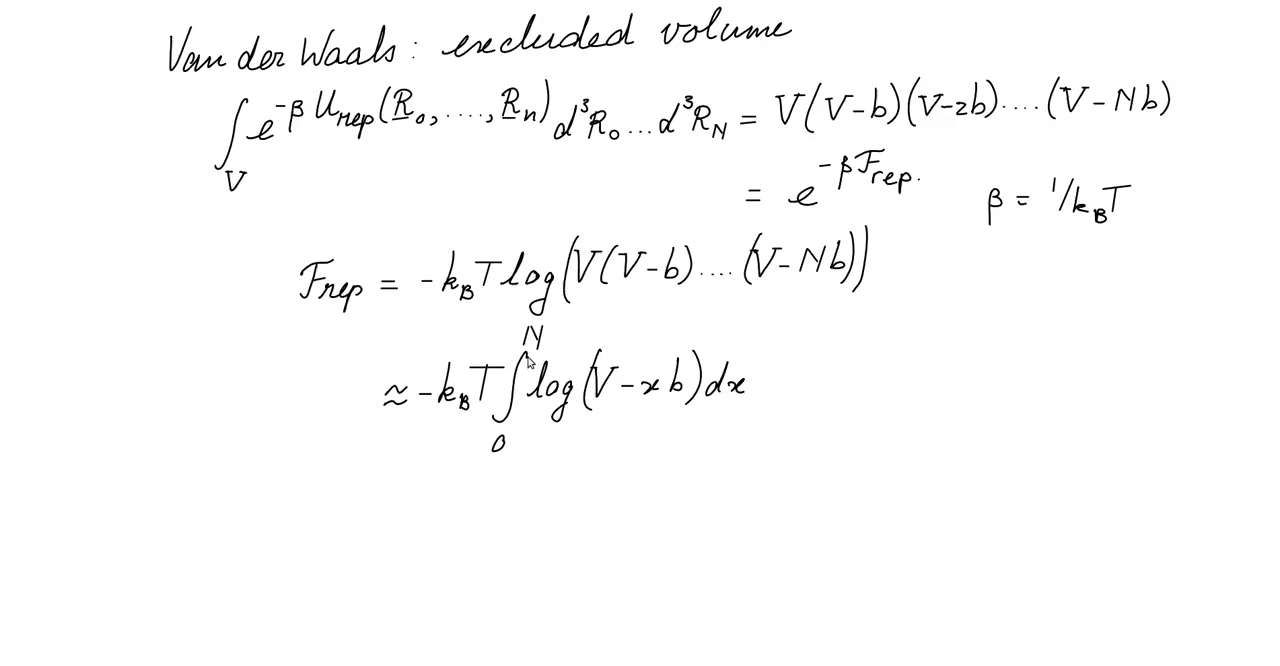 Van der Waals : excluded volume
∫_V e^{-β U_rep(R_0, ...., R_n)} d³R_0 ... d³R_N = V(V-b)(V-2b)....(V-Nb)
= e^{-βF_rep.} β = 1/k_B T
F_rep = -k_B T log(V(V-b)....(V-Nb))
≈ -k_B T ∫_0^N log(V-xb)dx